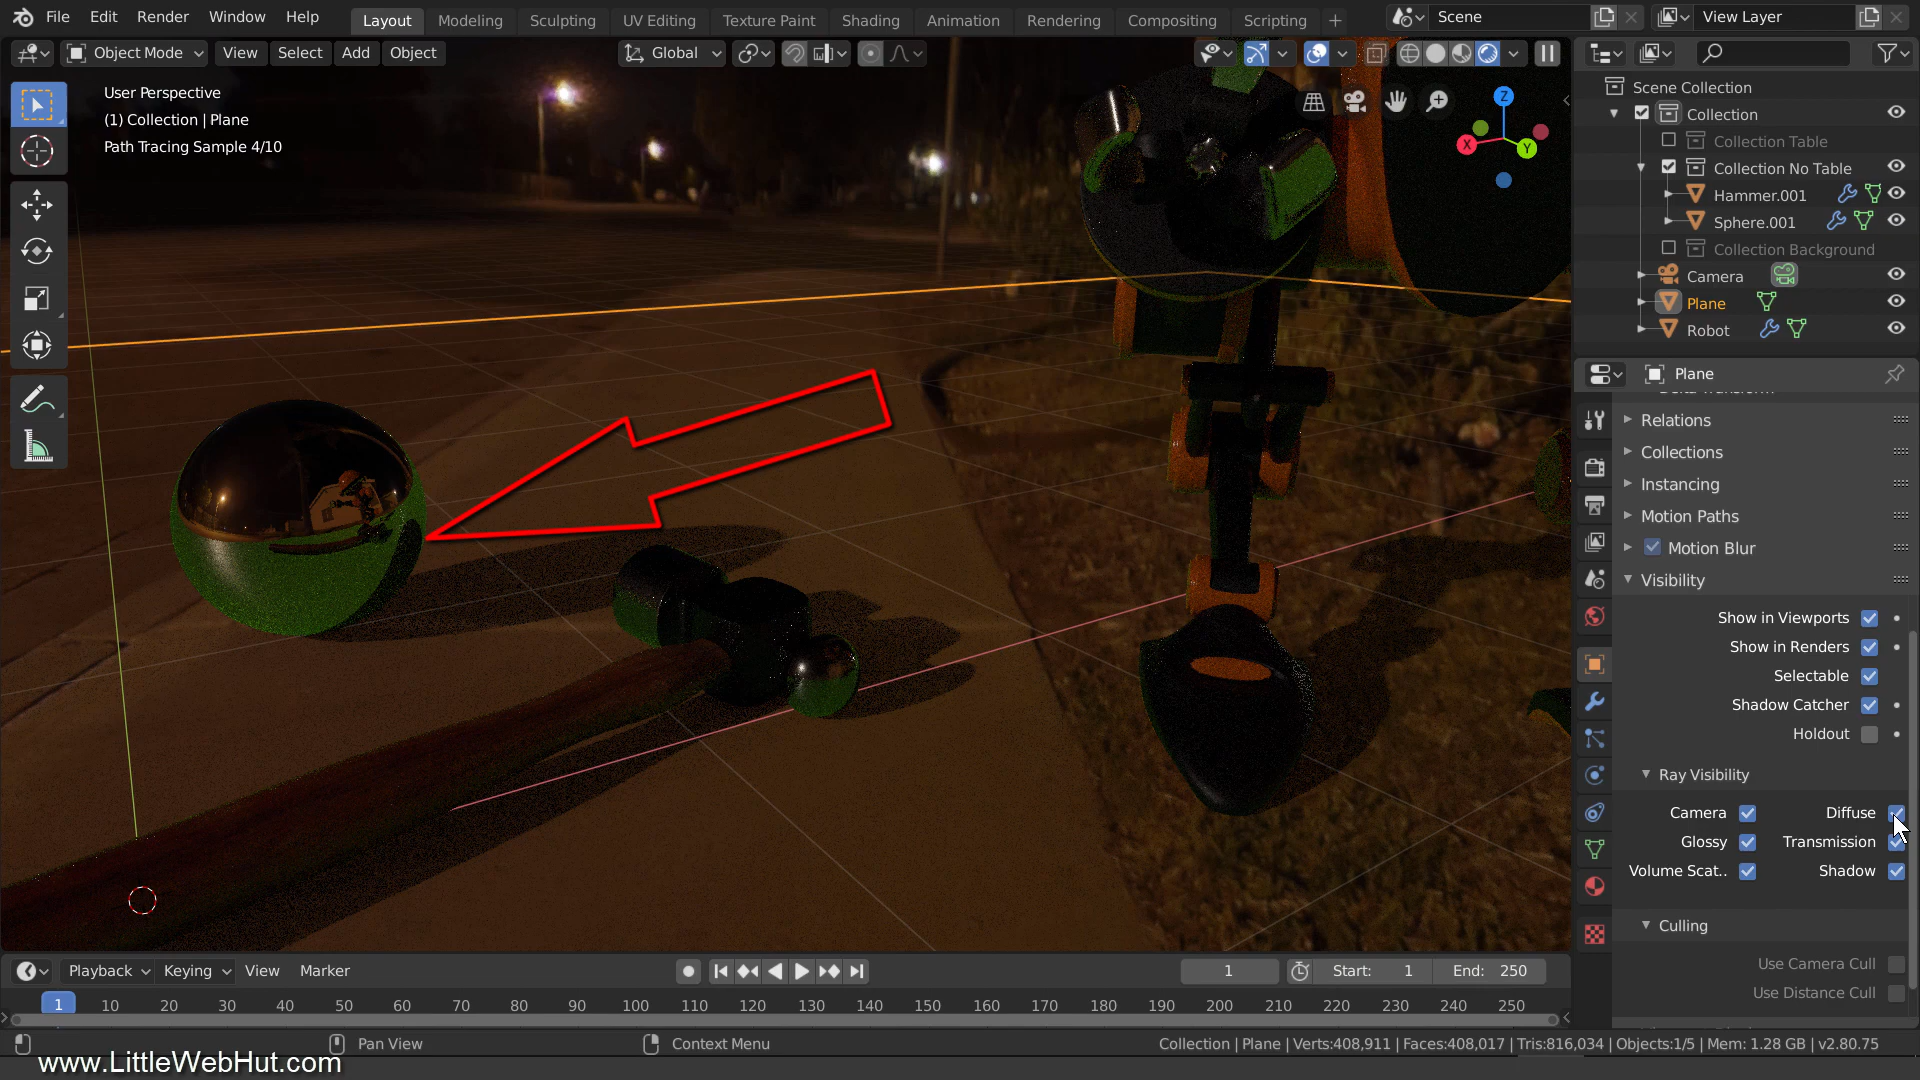 File Edit Render Window Help Layout Modeling Sculpting UV Editing Texture Paint Shading Animation Rendering Compositing Scripting + Scene View Layer
Object Mode View Select Add Object Global
User Perspective
(1) Collection | Plane
Path Tracing Sample 4/10
Z
X
Y
Scene Collection
Collection
Collection Table
Collection No Table
Hammer.001
Sphere.001
Collection Background
Camera
Plane
Robot
Plane
Relations
Collections
Instancing
Motion Paths
Motion Blur
Visibility
Show in Viewports
Show in Renders
Selectable
Shadow Catcher
Holdout
Ray Visibility
Camera Diffuse
Glossy Transmission
Volume Scat.. Shadow
Culling
Use Camera Cull
Use Distance Cull
Playback Keying View Marker 1 Start: 1 End: 250
1 10 20 30 40 50 60 70 80 90 100 110 120 130 140 150 160 170 180 190 200 210 220 230 240 250
Pan View Context Menu Collection | Plane | Verts:408,911 | Faces:408,017 | Tris:816,034 | Objects:1/5 | Mem: 1.28 GB | v2.80.75
www.LittleWebHut.com